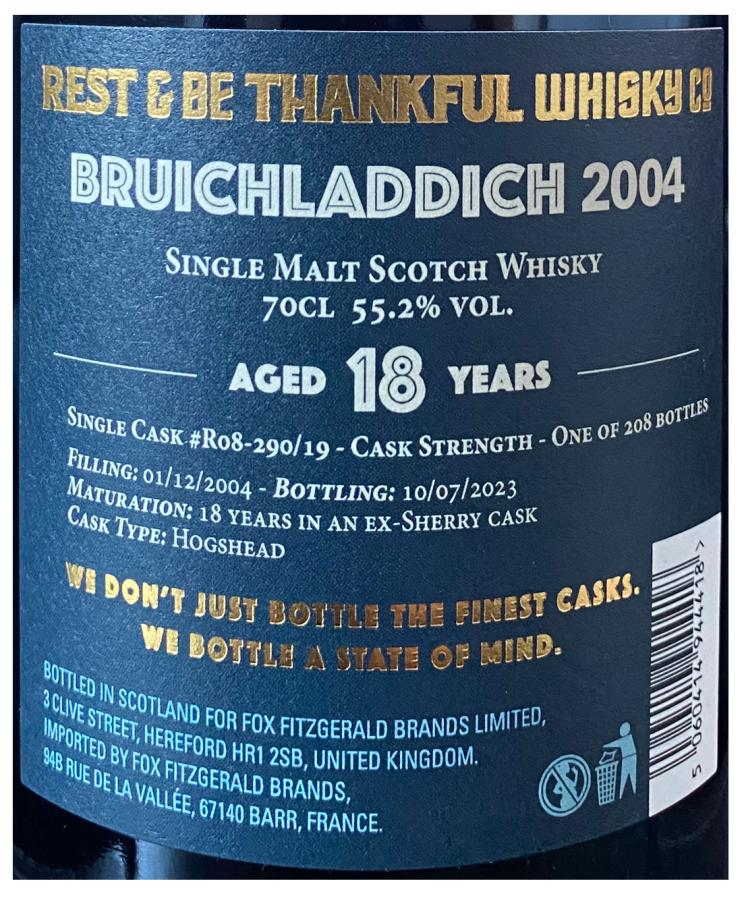 REST & BE THANKFUL WHISKY CO
BRUICHLADDICH 2004
SINGLE MALT SCOTCH WHISKY
70CL 55.2% VOL.
AGED 18 YEARS
SINGLE CASK #R08-290/19 - CASK STRENGTH - ONE OF 208 BOTTLES
FILLING: 01/12/2004 - BOTTLING: 10/07/2023
MATURATION: 18 YEARS IN AN EX-SHERRY CASK
CASK TYPE: HOGSHEAD
WE DON'T JUST BOTTLE THE FINEST CASKS.
WE BOTTLE A STATE OF MIND.
BOTTLED IN SCOTLAND FOR FOX FITZGERALD BRANDS LIMITED,
3 CLIVE STREET, HEREFORD HR1 2SB, UNITED KINGDOM.
IMPORTED BY FOX FITZGERALD BRANDS,
94B RUE DE LA VALLÉE, 67140 BARR, FRANCE.
5 060414 944418 >